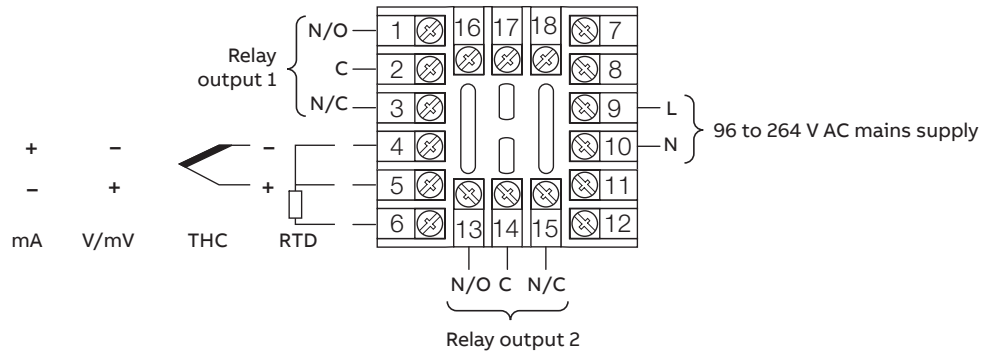 N/O
1
16
17
18
7
Relay
output 1
C
2
8
N/C
3
9
L
96 to 264 V AC mains supply
+
–
–
4
10
N
–
+
+
5
11
mA
V/mV
THC
RTD
6
13
14
15
12
N/O C N/C
Relay output 2